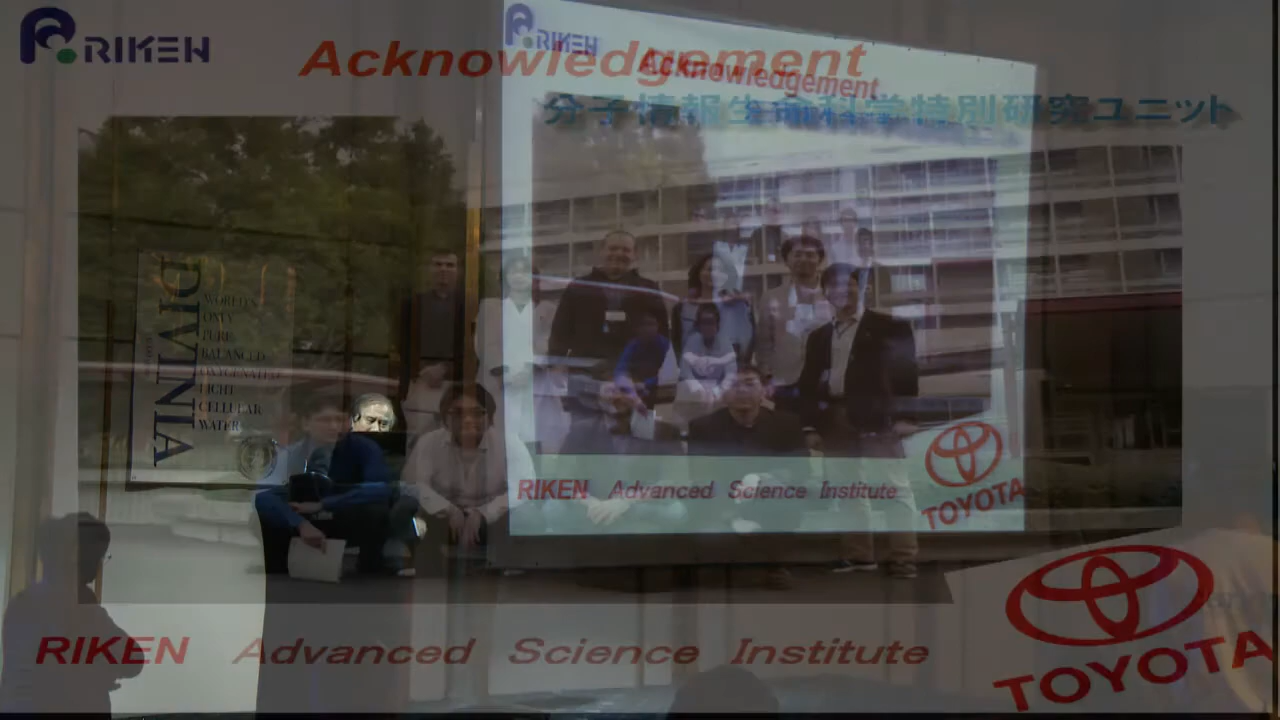 RIKEN
Acknowledgement
分子情報生命科学特別研究ユニット
RIKEN
Acknowledgement
DIVINIA
WORLD'S
ONLY
PURE
BALANCED
OXYGENATED
LIGHT
CELLULAR
WATER
RIKEN Advanced Science Institute
TOYOTA
RIKEN Advanced Science Institute
TOYOTA